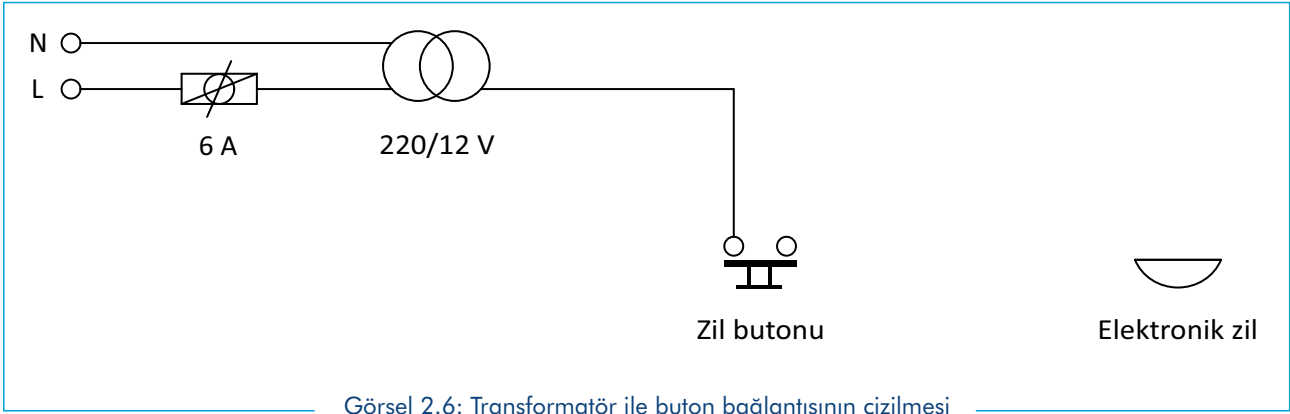 N
L
6 A
220/12 V
Zil butonu
Elektronik zil
Görsel 2.6: Transformatör ile buton bağlantısının çizilmesi